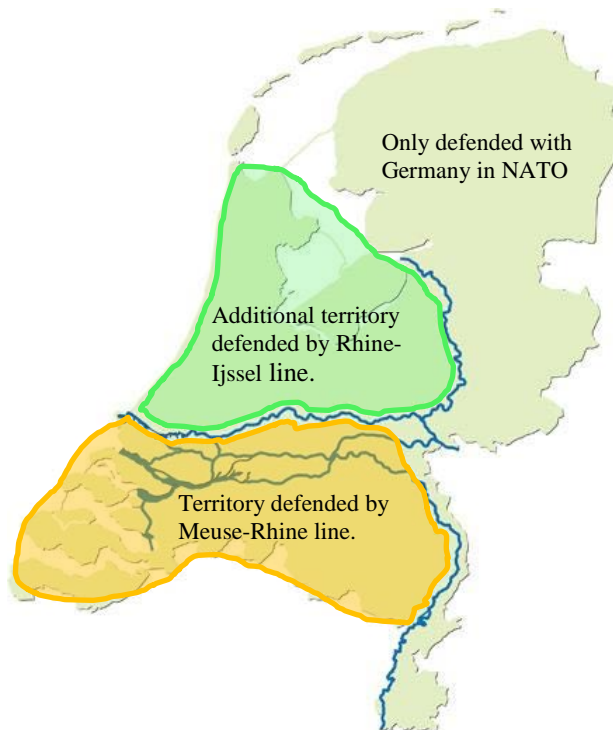 Only defended with
Germany in NATO
Additional territory
defended by Rhine-
Ijssel line.
Territory defended by
Meuse-Rhine line.